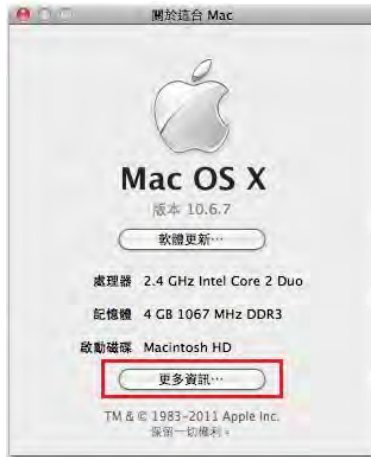 關於這台 Mac
Mac OS X
版本 10.6.7
軟體更新⋯
處理器 2.4 GHz Intel Core 2 Duo
記憶體 4 GB 1067 MHz DDR3
啟動磁碟 Macintosh HD
更多資訊⋯
TM & © 1983-2011 Apple Inc.
保留一切權利。